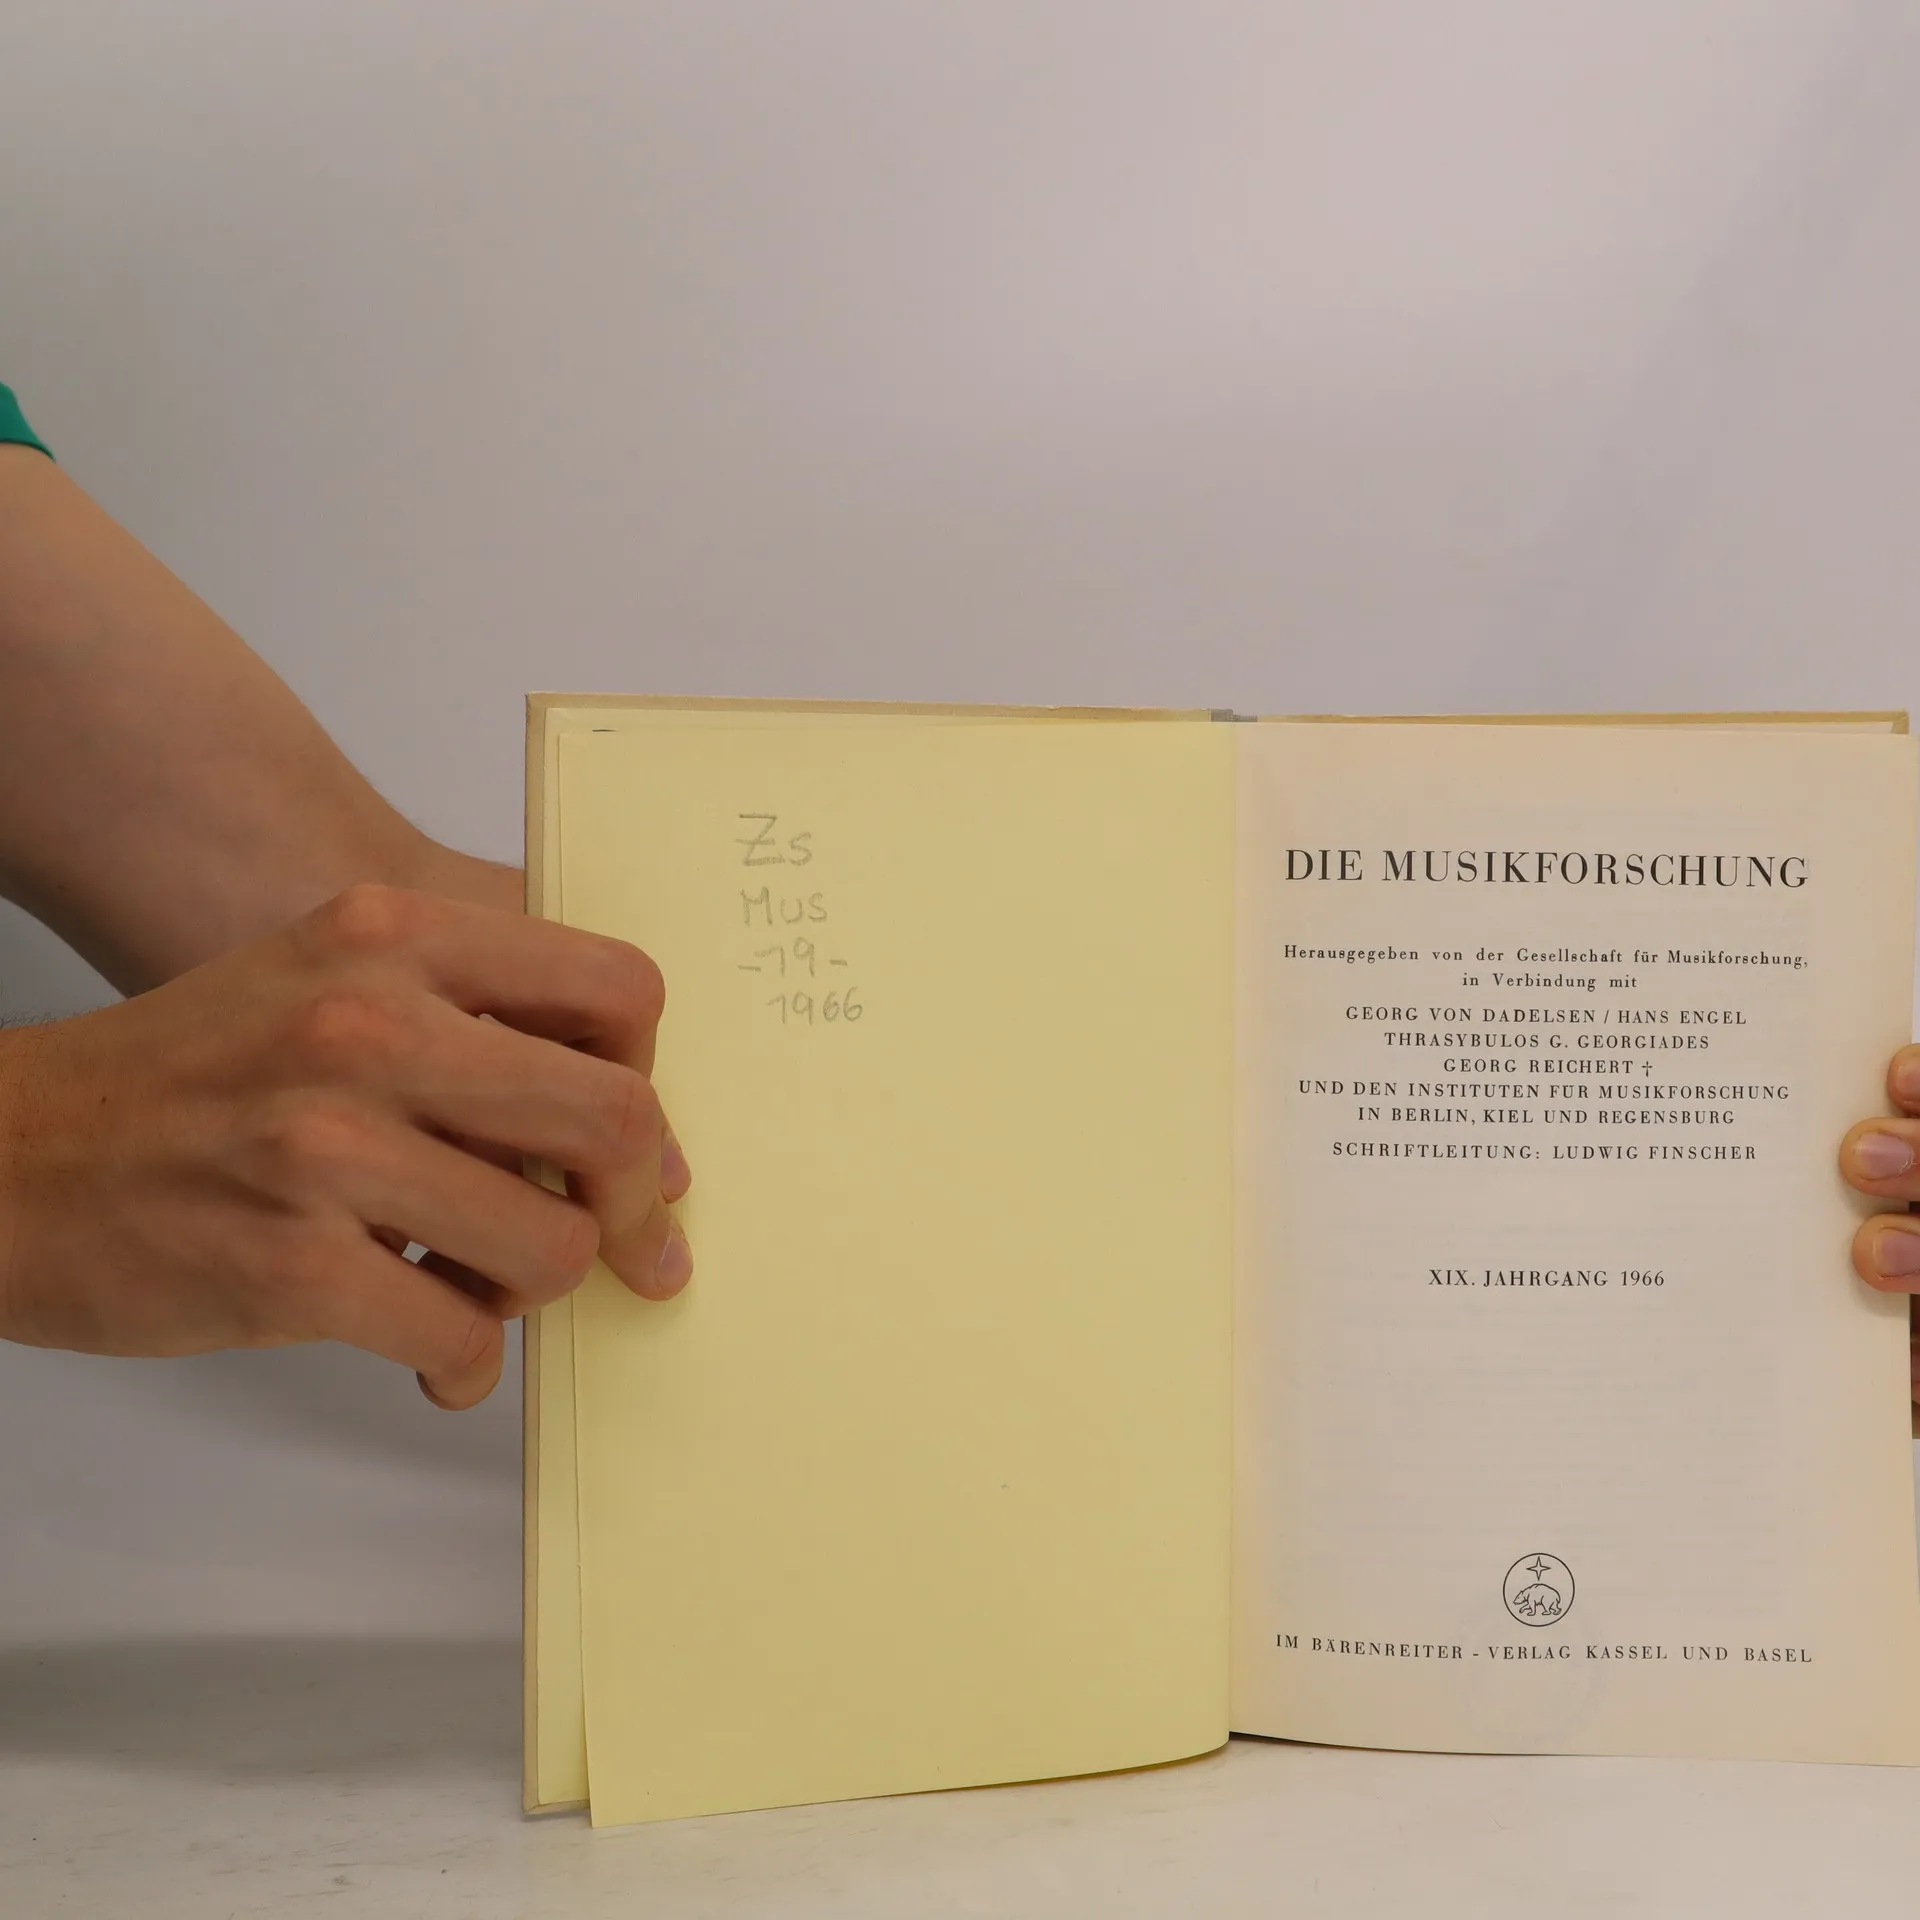 Zs
Mus
-19-
1966
DIE MUSIKFORSCHUNG
Herausgegeben von der Gesellschaft für Musikforschung,
in Verbindung mit
GEORG VON DADELSEN / HANS ENGEL
THRASYBULOS G. GEORGIADES
GEORG REICHERT †
UND DEN INSTITUTEN FÜR MUSIKFORSCHUNG
IN BERLIN, KIEL UND REGENSBURG
SCHRIFTLEITUNG: LUDWIG FINSCHER
XIX. JAHRGANG 1966
IM BÄRENREITER - VERLAG KASSEL UND BASEL